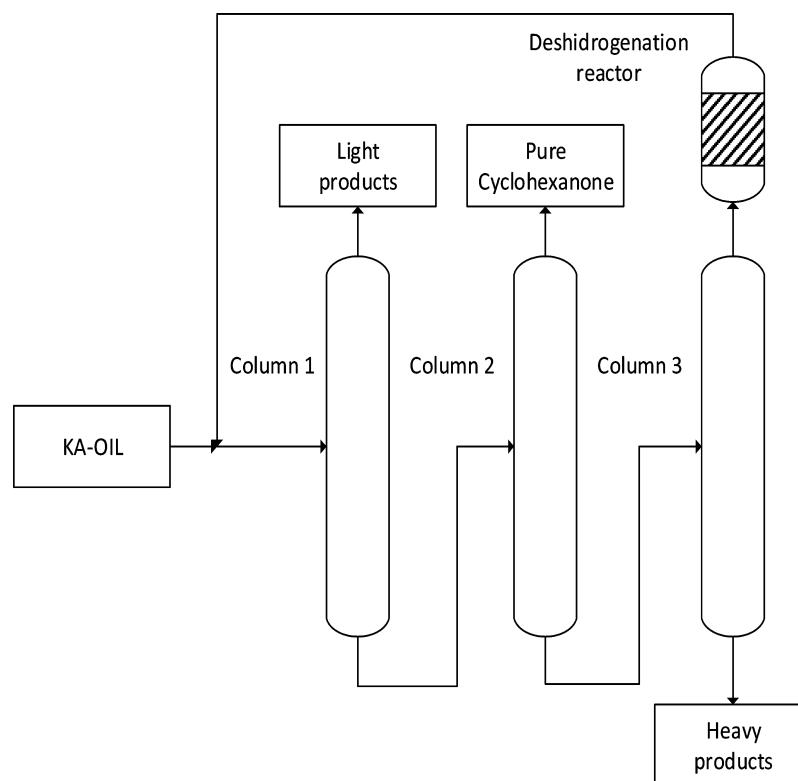 Deshidrogenation
reactor
Light
products
Pure
Cyclohexanone
Column 1
Column 2
Column 3
KA-OIL
Heavy
products